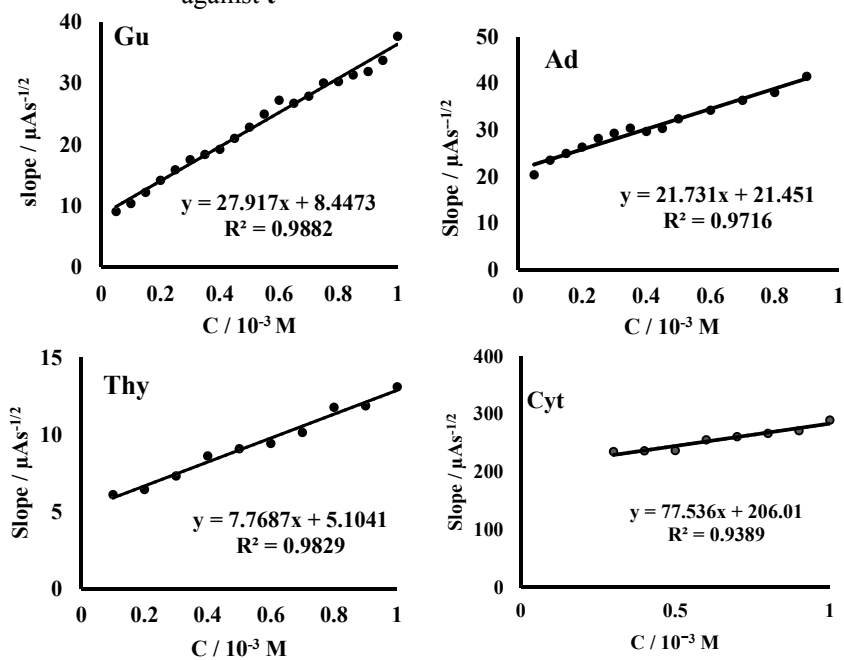 against t
Gu
slope / µAs⁻¹/²
40
30
20
10
0
y = 27.917x + 8.4473
R² = 0.9882
0 0.2 0.4 0.6 0.8 1
C / 10⁻³ M
Ad
Slope / µAs–¹/²
50
40
30
20
10
0
y = 21.731x + 21.451
R² = 0.9716
0 0.2 0.4 0.6 0.8 1
C / 10⁻³ M
Thy
Slope / µAs⁻¹/²
15
10
5
0
y = 7.7687x + 5.1041
R² = 0.9829
0 0.2 0.4 0.6 0.8 1
C / 10⁻³ M
Cyt
Slope / µAs⁻¹/²
400
300
200
100
0
y = 77.536x + 206.01
R² = 0.9389
0 0.5 1
C / 10⁻³ M